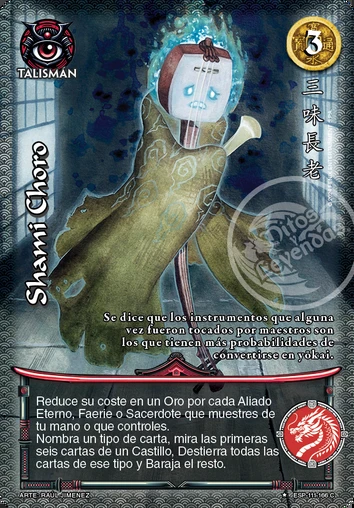 TALISMÁN
3
三味長老
Shami Choro
Mitos y Leyendas
Se dice que los instrumentos que alguna
vez fueron tocados por maestros son
los que tienen más probabilidades de
convertirse en yōkai.
Reduce su coste en un Oro por cada Aliado
Eterno, Faerie o Sacerdote que muestres de
tu mano o que controles.
Nombra un tipo de carta, mira las primeras
seis cartas de un Castillo, Destierra todas las
cartas de ese tipo y Baraja el resto.
ARTE: RAUL JIMENEZ
ESP-111-166 C